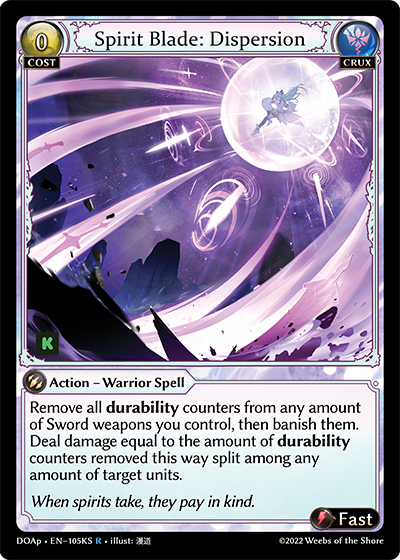 0
Spirit Blade: Dispersion
COST
CRUX
K
Action – Warrior Spell
Remove all durability counters from any amount
of Sword weapons you control, then banish them.
Deal damage equal to the amount of durability
counters removed this way split among any
amount of target units.
When spirits take, they pay in kind.
Fast
DOAp • EN-105KS R • illust: 漫道
©2022 Weebs of the Shore